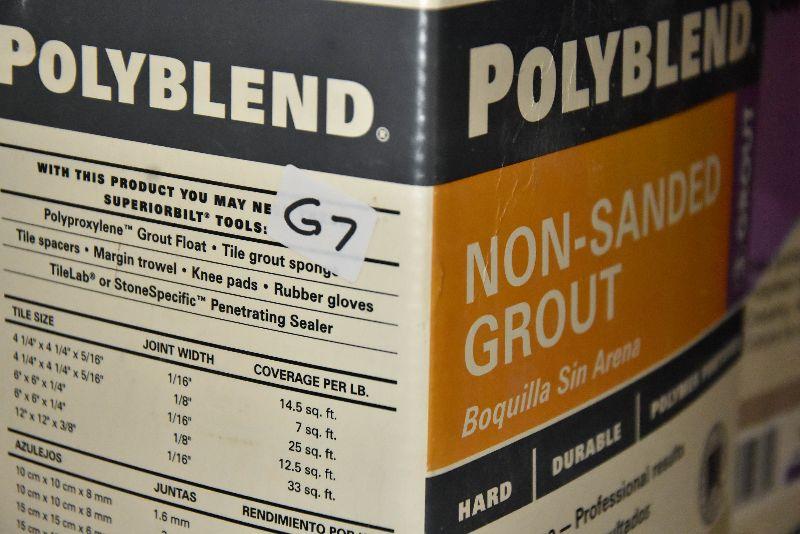 POLYBLEND®
WITH THIS PRODUCT YOU MAY NE
SUPERIORBILT® TOOLS:
G7
Polyproxylene™ Grout Float • Tile grout sponge
Tile spacers • Margin trowel • Knee pads • Rubber gloves
TileLab® or StoneSpecific™ Penetrating Sealer
TILE SIZE JOINT WIDTH COVERAGE PER LB.
4 1/4" x 4 1/4" x 5/16" 1/16" 14.5 sq. ft.
4 1/4" x 4 1/4" x 5/16" 1/8" 7 sq. ft.
6" x 6" x 1/4" 1/16" 25 sq. ft.
6" x 6" x 1/4" 1/8" 12.5 sq. ft.
12" x 12" x 3/8" 1/16" 33 sq. ft.
AZULEJOS JUNTAS RENDIMIENTO POR
10 cm x 10 cm x 8 mm 1.6 mm
10 cm x 10 cm x 8 mm
15 cm x 15 cm x 6
15 cm
POLYBLEND
NON-SANDED
GROUT
Boquilla Sin Arena
HARD DURABLE POLYMER
– Professional results
GROUT